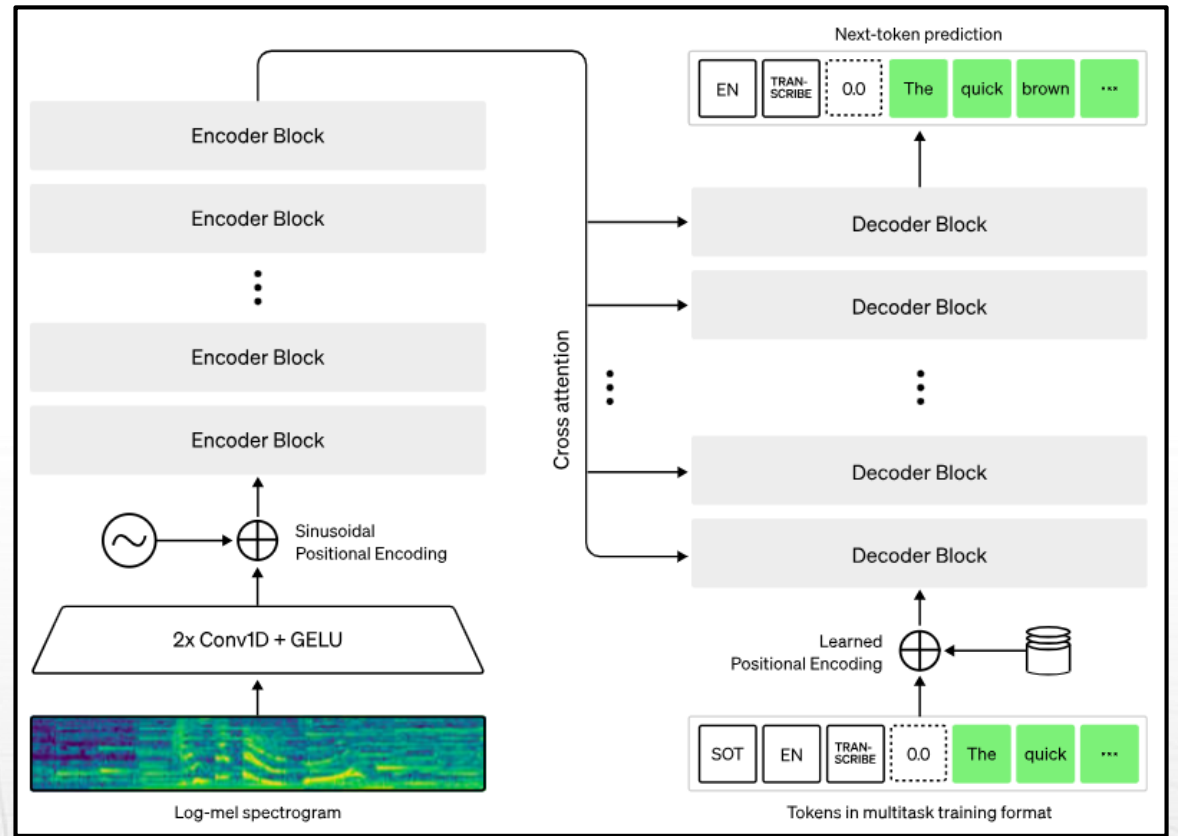 Encoder Block
Encoder Block
Encoder Block
Encoder Block
Sinusoidal
Positional Encoding
2x Conv1D + GELU
Log-mel spectrogram
Cross attention
Next-token prediction
EN
TRAN-
SCRIBE
0.0
The
quick
brown
...
Decoder Block
Decoder Block
Decoder Block
Decoder Block
Learned
Positional Encoding
SOT
EN
TRAN-
SCRIBE
0.0
The
quick
...
Tokens in multitask training format